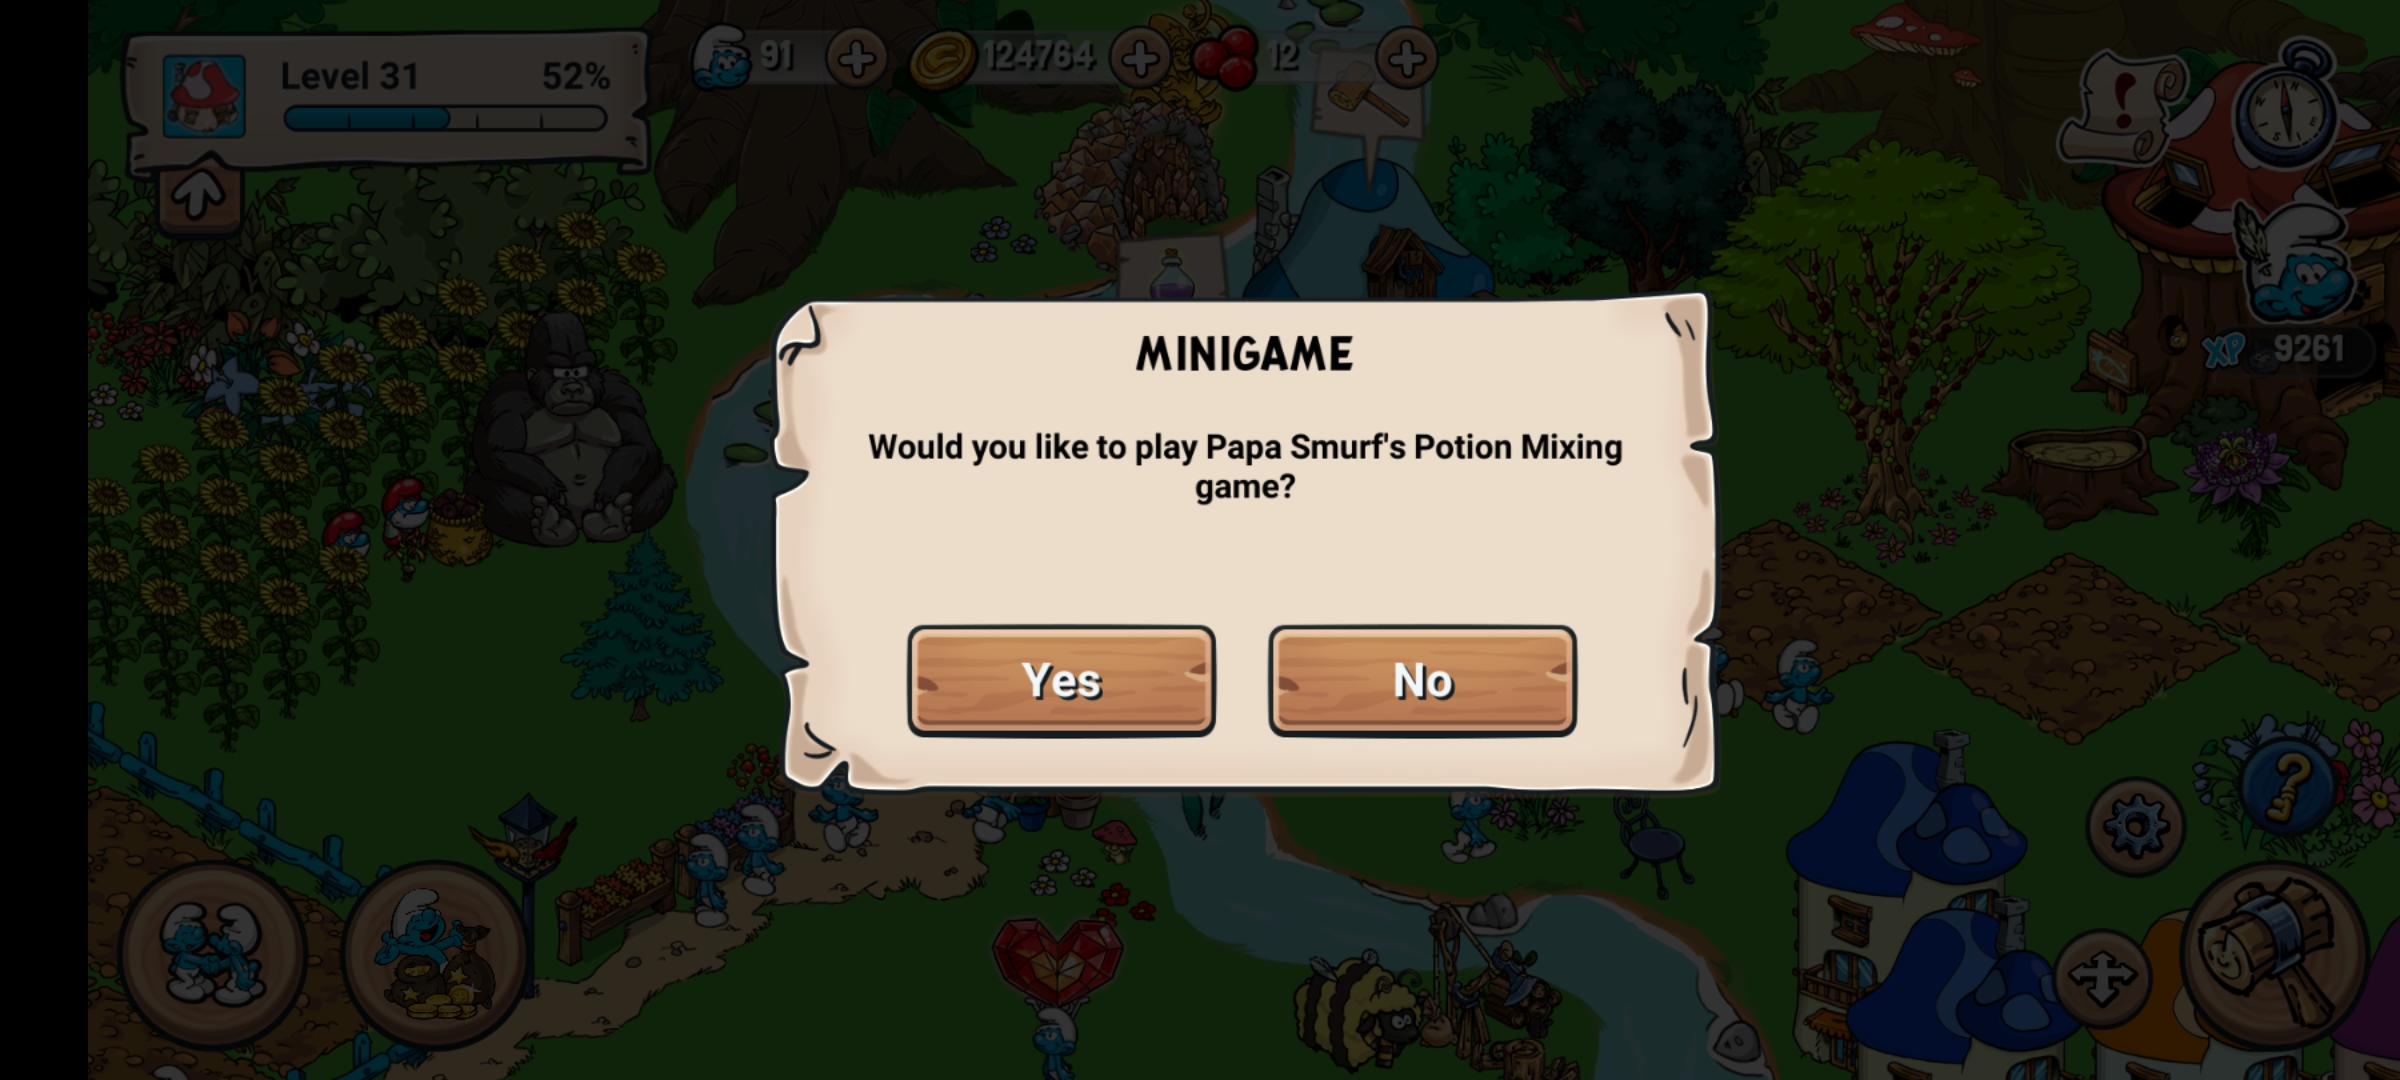 Level 31
52%
91
124764
12
XP 9261
MINIGAME
Would you like to play Papa Smurf's Potion Mixing
game?
Yes
No